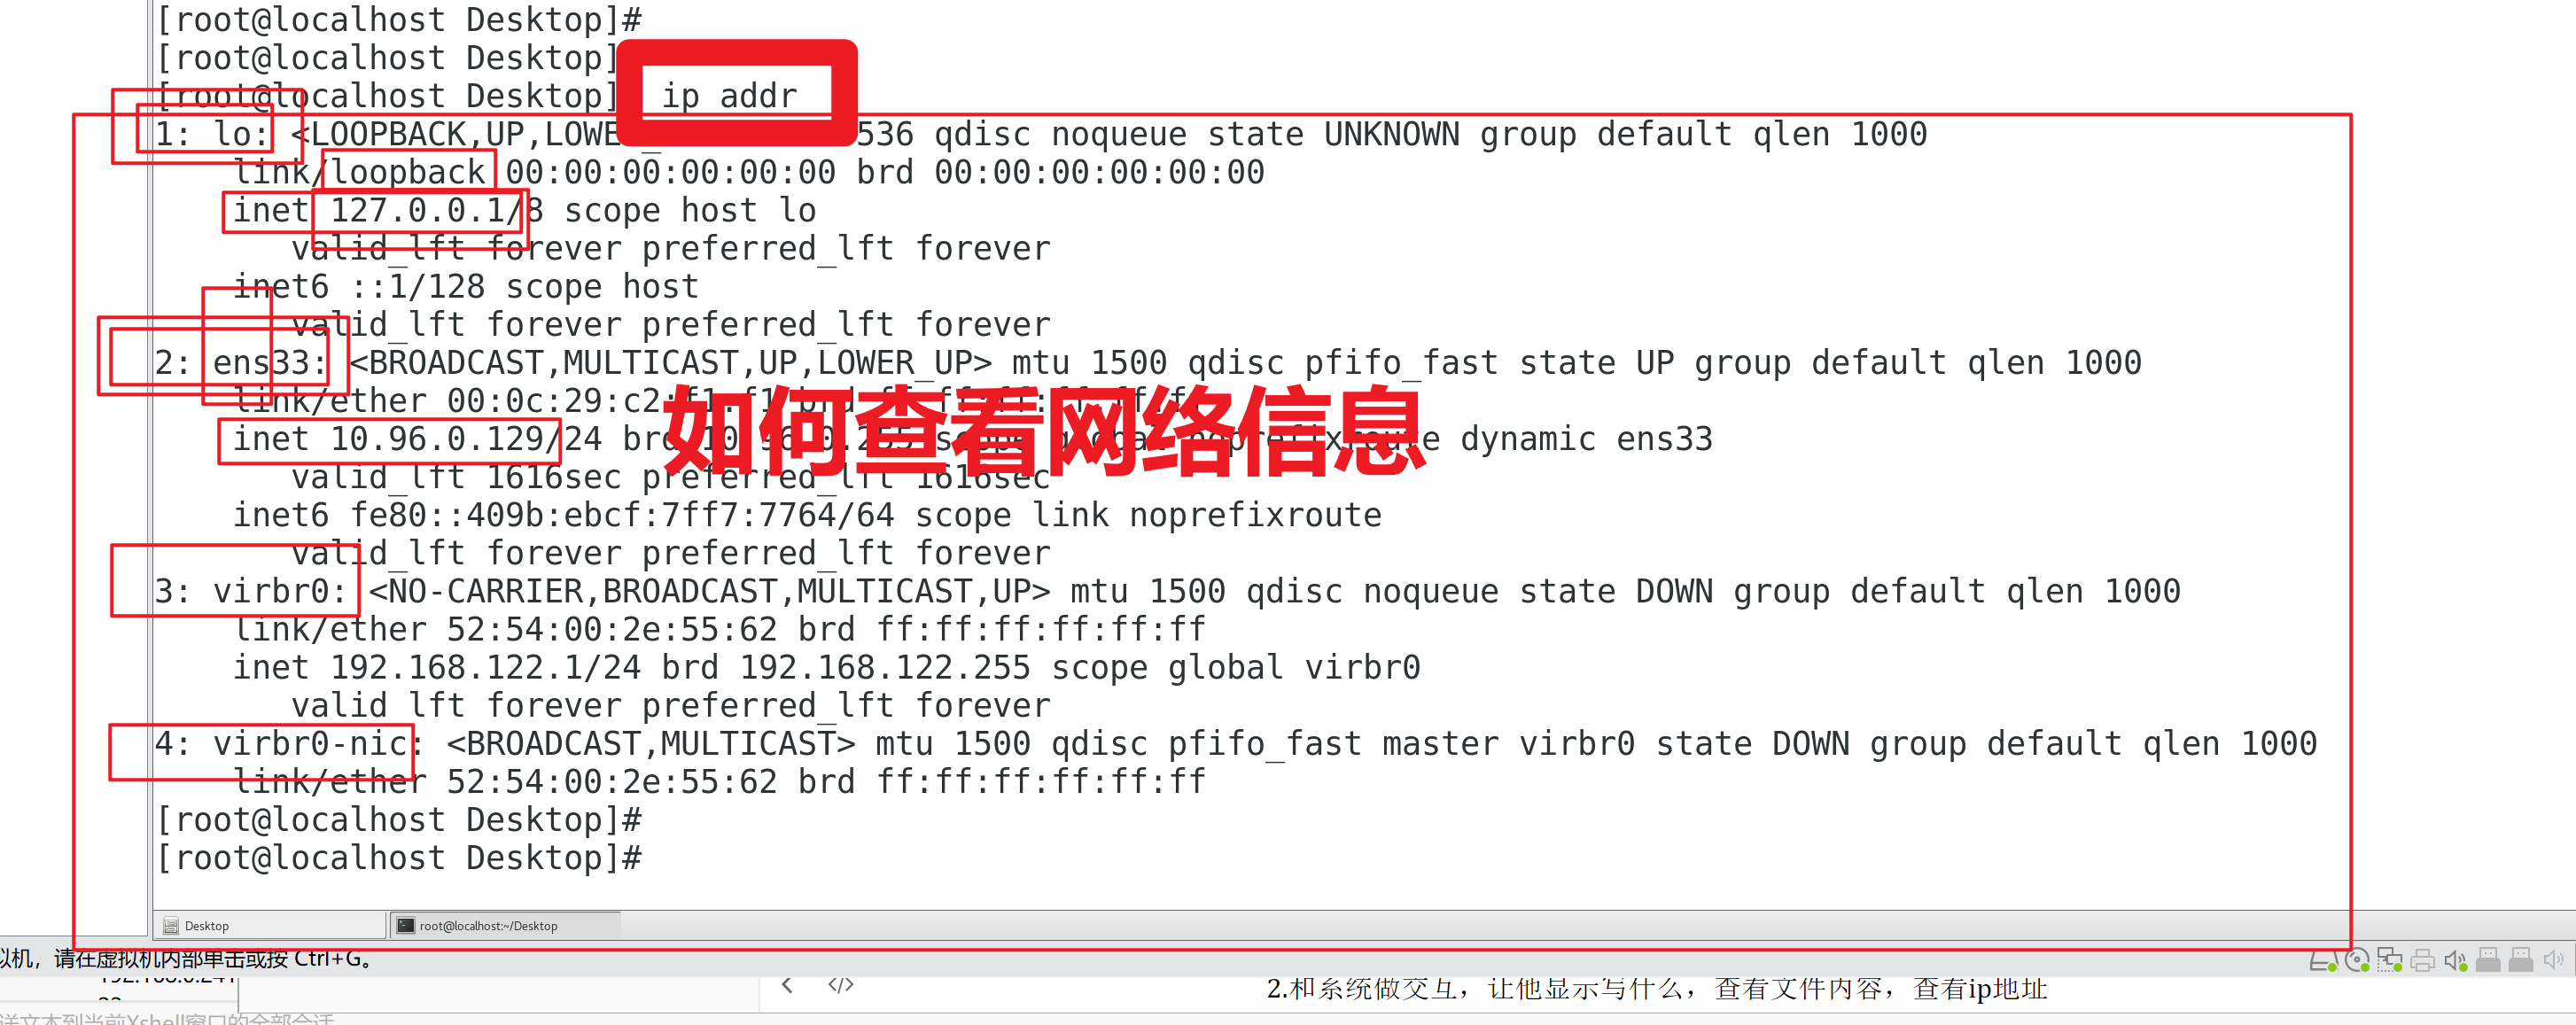 [root@localhost Desktop]#
[root@localhost Desktop]
[root@localhost Desktop] ip addr
1: lo: <LOOPBACK,UP,LOWE 536 qdisc noqueue state UNKNOWN group default qlen 1000
link/loopback 00:00:00:00:00:00 brd 00:00:00:00:00:00
inet 127.0.0.1/8 scope host lo
valid_lft forever preferred_lft forever
inet6 ::1/128 scope host
valid_lft forever preferred_lft forever
2: ens33: <BROADCAST,MULTICAST,UP,LOWER_UP> mtu 1500 qdisc pfifo_fast state UP group default qlen 1000
link/ether 00:0c:29:c2:f1:f1 brd
如何查看网络信息
inet 10.96.0.129/24 brd 10.96.0.255 scope global noprefixroute dynamic ens33
valid_lft 1616sec preferred_lft 1616sec
inet6 fe80::409b:ebcf:7ff7:7764/64 scope link noprefixroute
valid_lft forever preferred_lft forever
3: virbr0: <NO-CARRIER,BROADCAST,MULTICAST,UP> mtu 1500 qdisc noqueue state DOWN group default qlen 1000
link/ether 52:54:00:2e:55:62 brd ff:ff:ff:ff:ff:ff
inet 192.168.122.1/24 brd 192.168.122.255 scope global virbr0
valid_lft forever preferred_lft forever
4: virbr0-nic: <BROADCAST,MULTICAST> mtu 1500 qdisc pfifo_fast master virbr0 state DOWN group default qlen 1000
link/ether 52:54:00:2e:55:62 brd ff:ff:ff:ff:ff:ff
[root@localhost Desktop]#
[root@localhost Desktop]#
Desktop
root@localhost:~/Desktop
拟机，请在虚拟机内部单击或按 Ctrl+G。
2.和系统做交互，让他显示写什么，查看文件内容，查看ip地址
送文本到当前Xshell窗口的全部会话